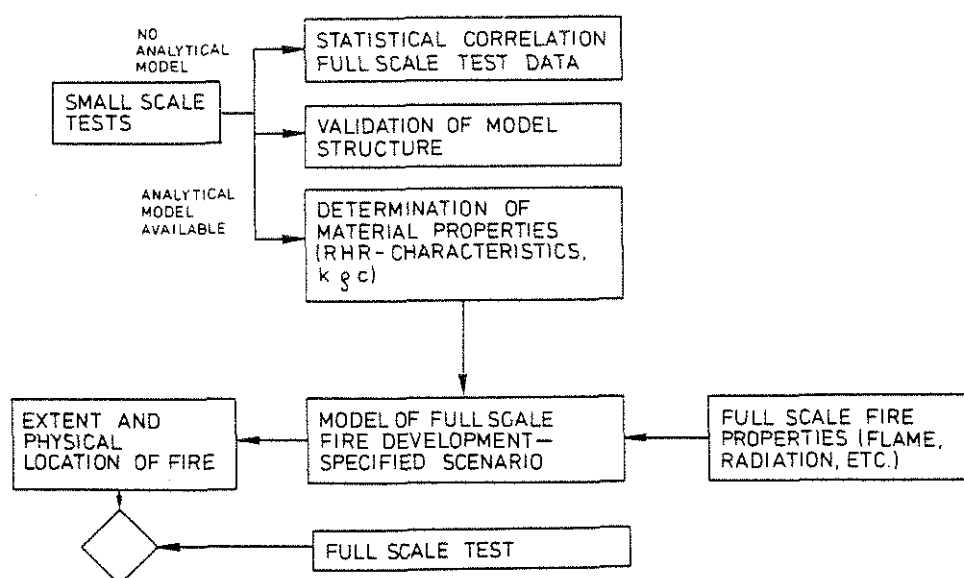 NO
ANALYTICAL
MODEL
STATISTICAL CORRELATION
FULL SCALE TEST DATA
SMALL SCALE
TESTS
VALIDATION OF MODEL
STRUCTURE
ANALYTICAL
MODEL
AVAILABLE
DETERMINATION OF
MATERIAL PROPERTIES
(RHR-CHARACTERISTICS,
k ϱ c)
EXTENT AND
PHYSICAL
LOCATION OF FIRE
MODEL OF FULL SCALE
FIRE DEVELOPMENT—
SPECIFIED SCENARIO
FULL SCALE FIRE
PROPERTIES (FLAME,
RADIATION, ETC.)
FULL SCALE TEST